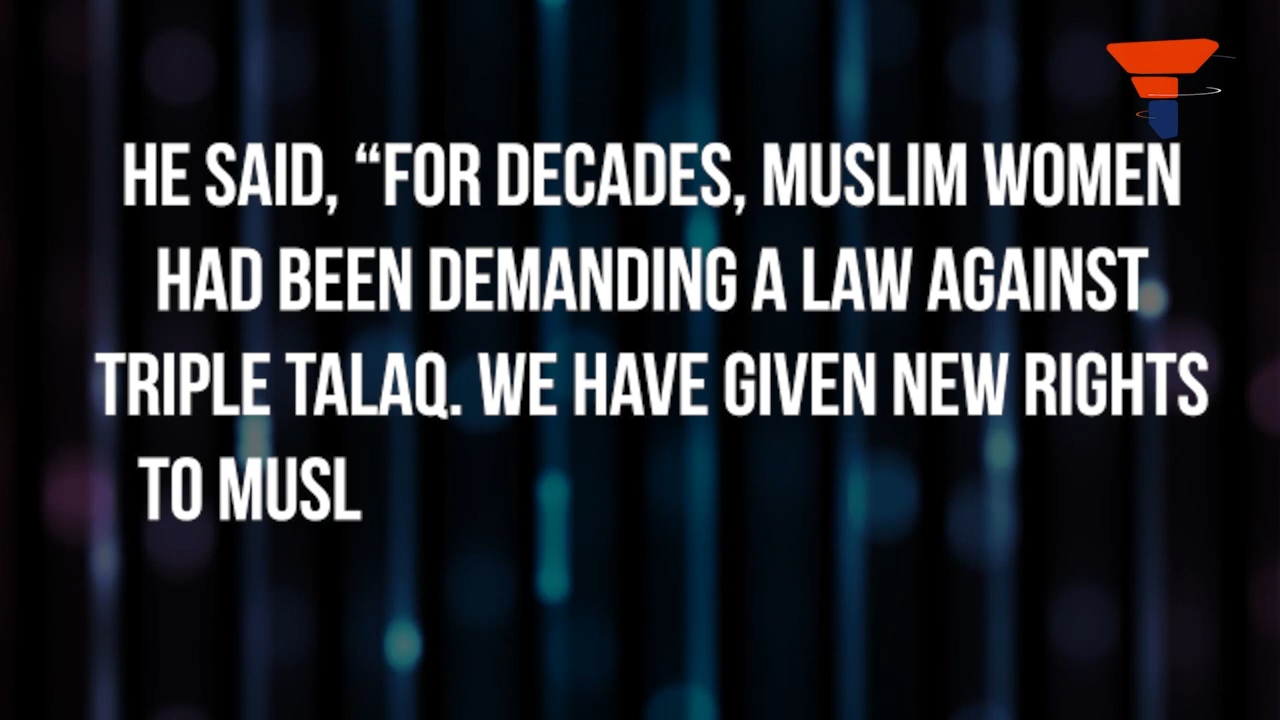 HE SAID, “FOR DECADES, MUSLIM WOMEN
HAD BEEN DEMANDING A LAW AGAINST
TRIPLE TALAQ. WE HAVE GIVEN NEW RIGHTS
TO MUSL